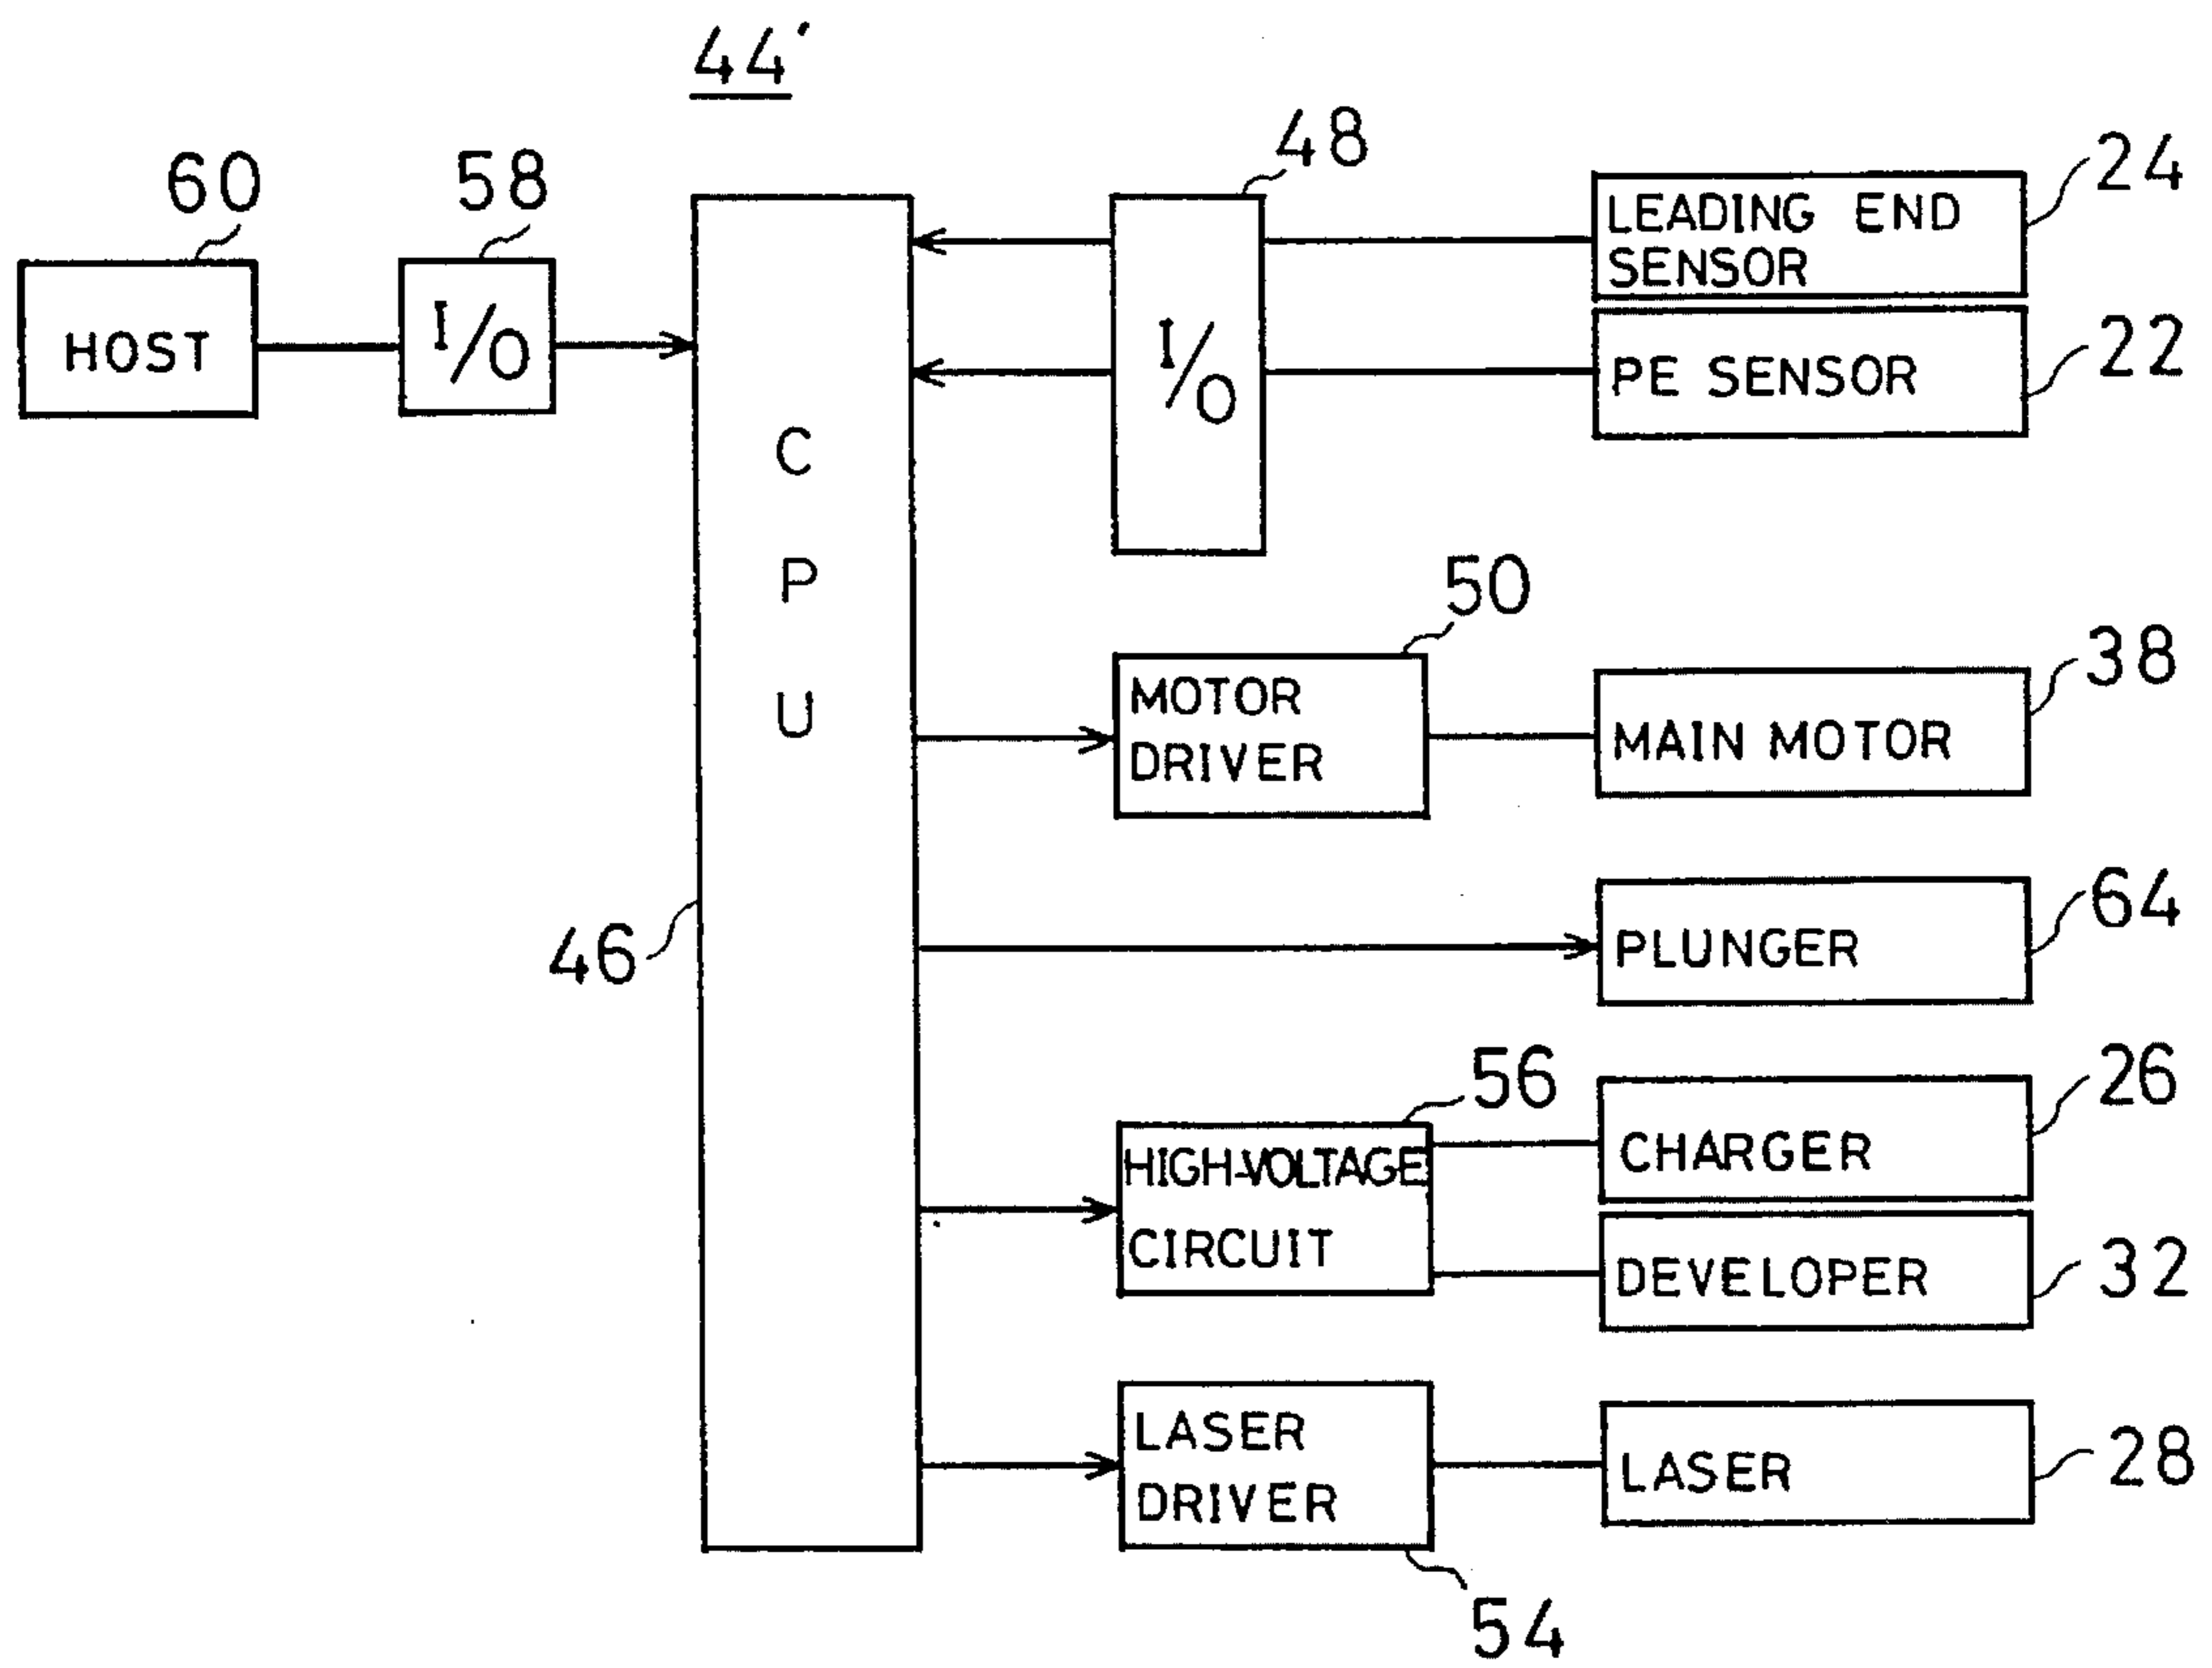 44'
60
58
48
24
HOST
I/O
I/O
LEADING END
SENSOR
22
PE SENSOR
C
P
U
50
MOTOR
DRIVER
38
MAIN MOTOR
46
64
PLUNGER
56
HIGH-VOLTAGE
CIRCUIT
26
CHARGER
32
DEVELOPER
LASER
DRIVER
28
LASER
54